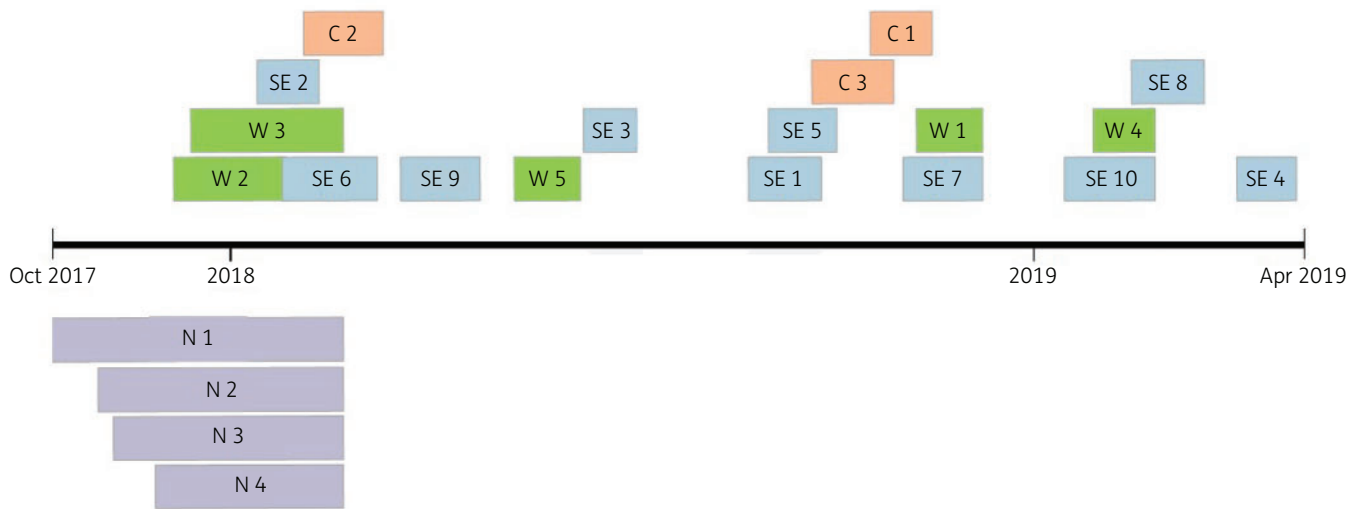 C 2
C 1
SE 2
C 3
SE 8
W 3
SE 3
SE 5
W 1
W 4
W 2
SE 6
SE 9
W 5
SE 1
SE 7
SE 10
SE 4
Oct 2017
2018
2019
Apr 2019
N 1
N 2
N 3
N 4